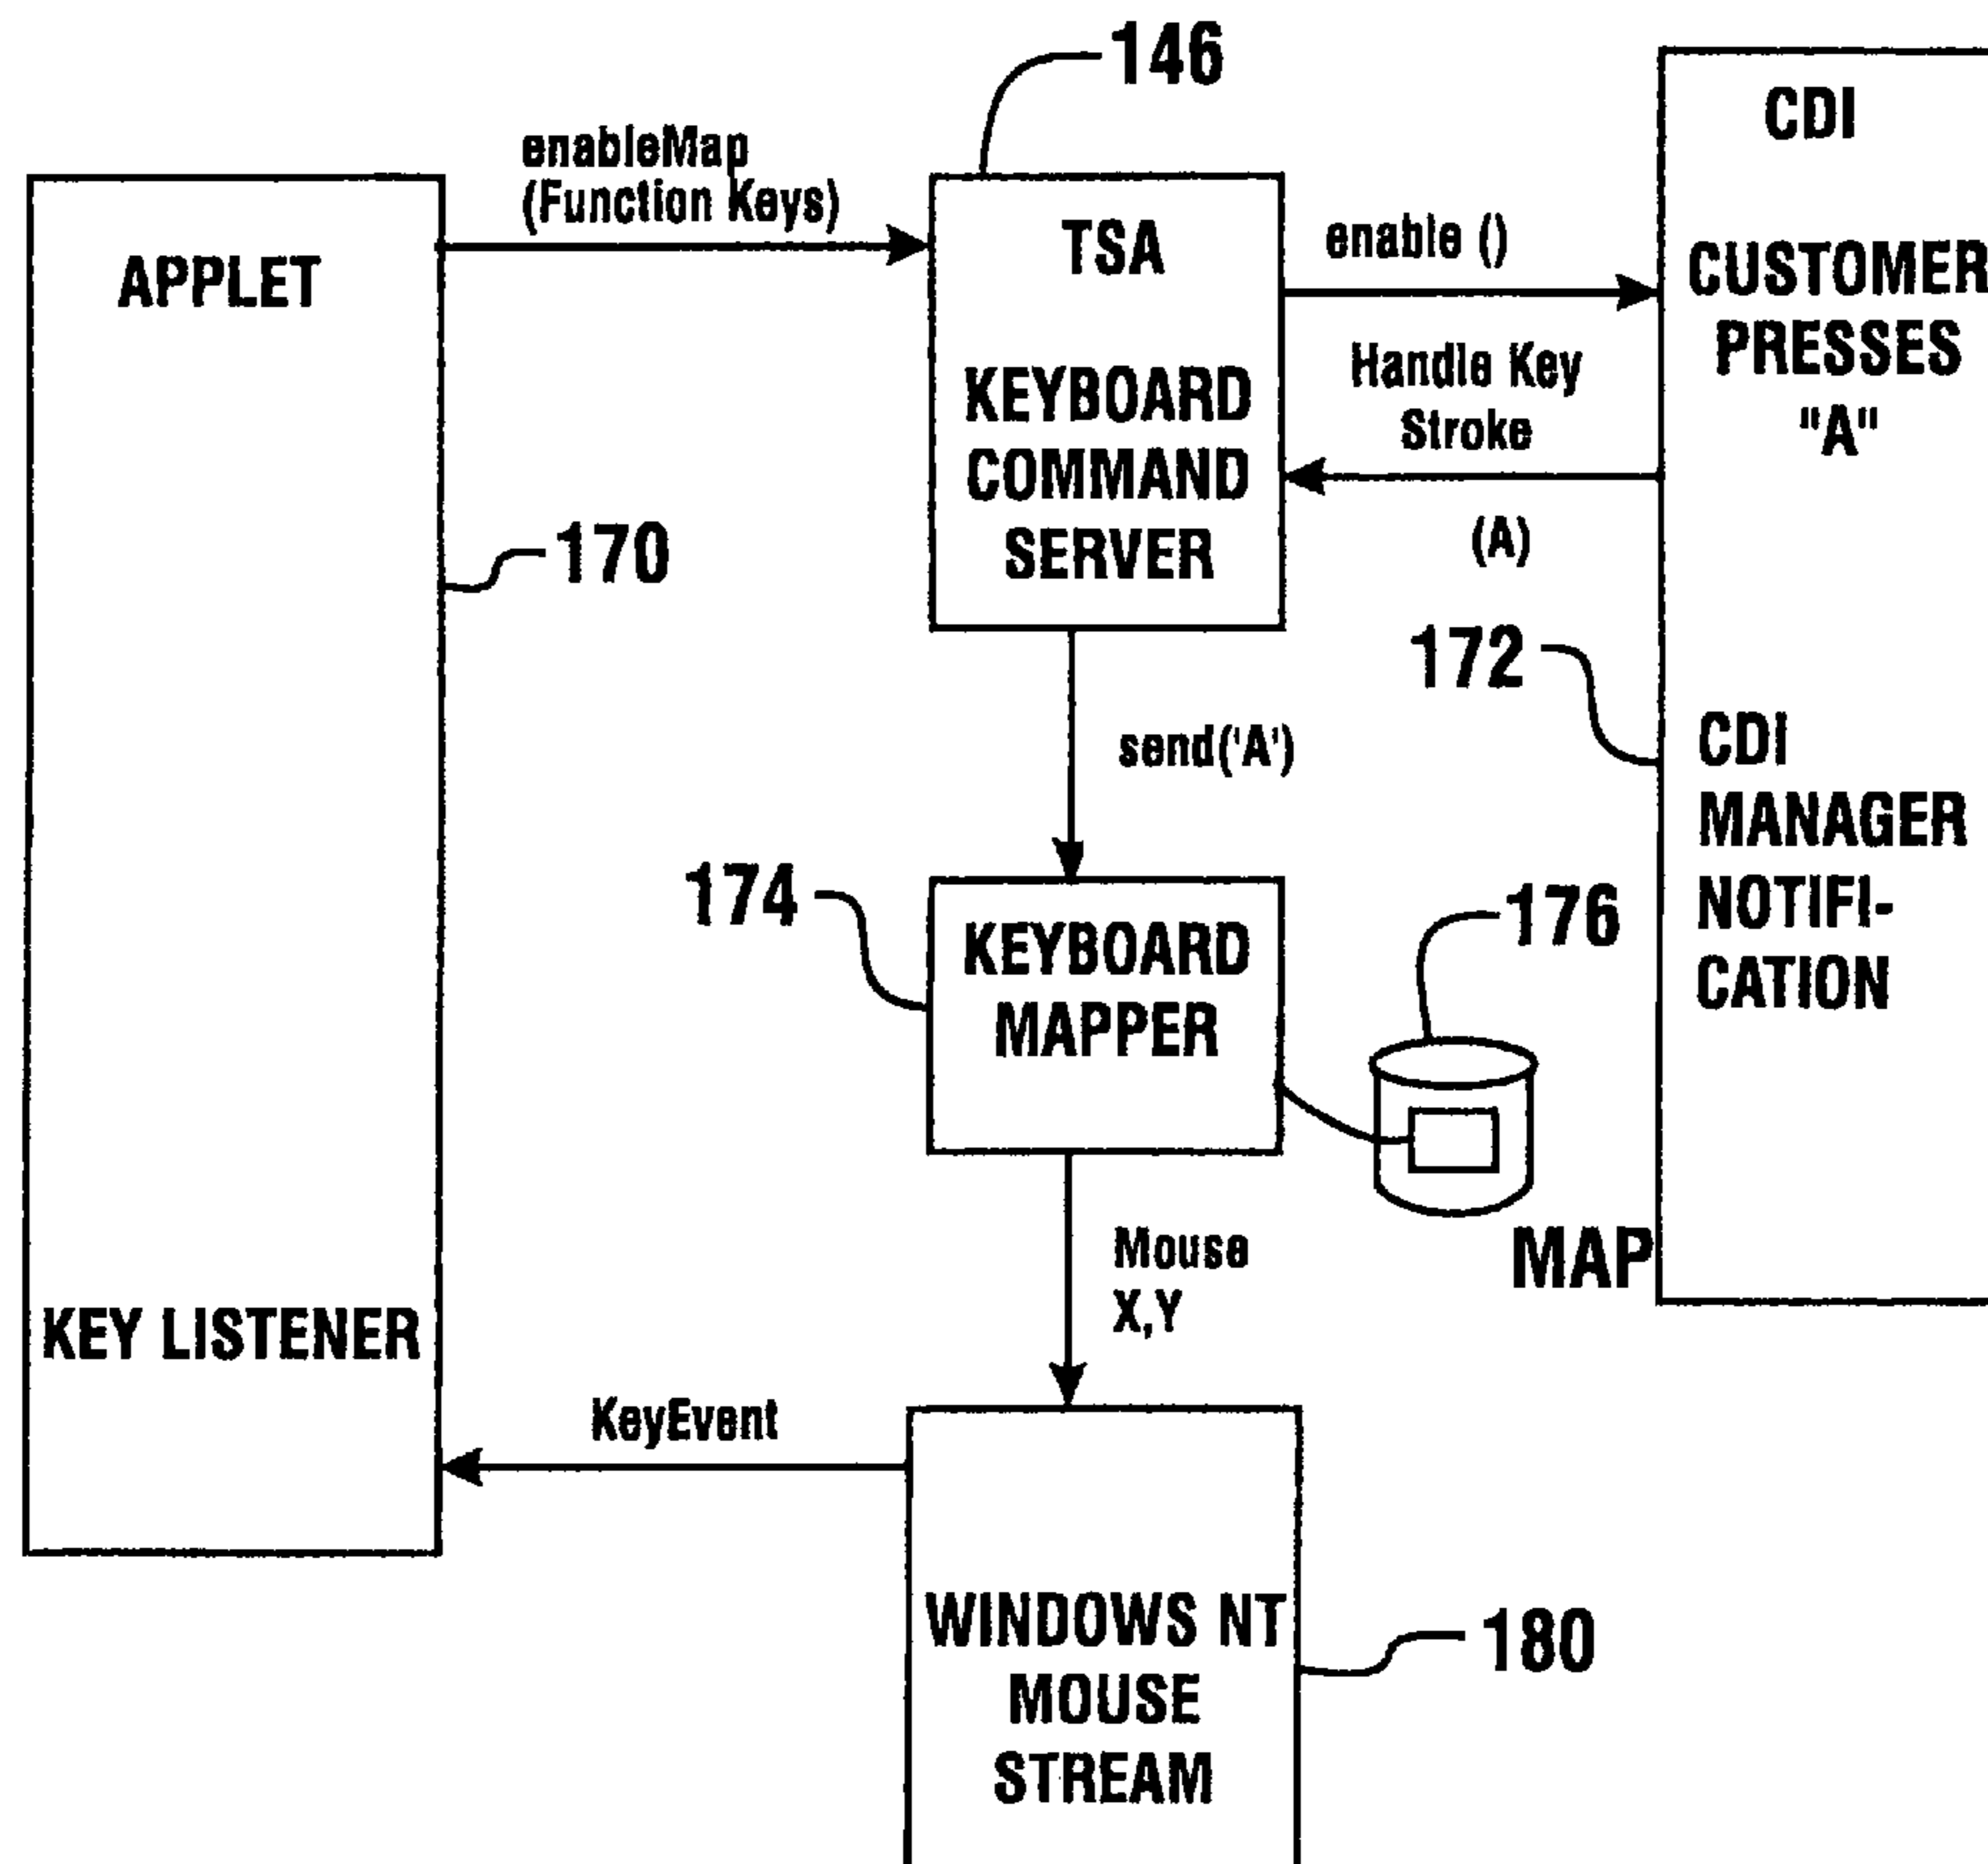 146
CDI
enableMap
(Function Keys)
APPLET
TSA
enable ()
CUSTOMER
PRESSES
"A"
KEYBOARD
COMMAND
SERVER
Handle Key
Stroke
(A)
170
172
send('A')
CDI
MANAGER
NOTIFI-
CATION
174
KEYBOARD
MAPPER
176
MAP
Mouse
X,Y
KEY LISTENER
KeyEvent
WINDOWS NT
MOUSE
STREAM
180